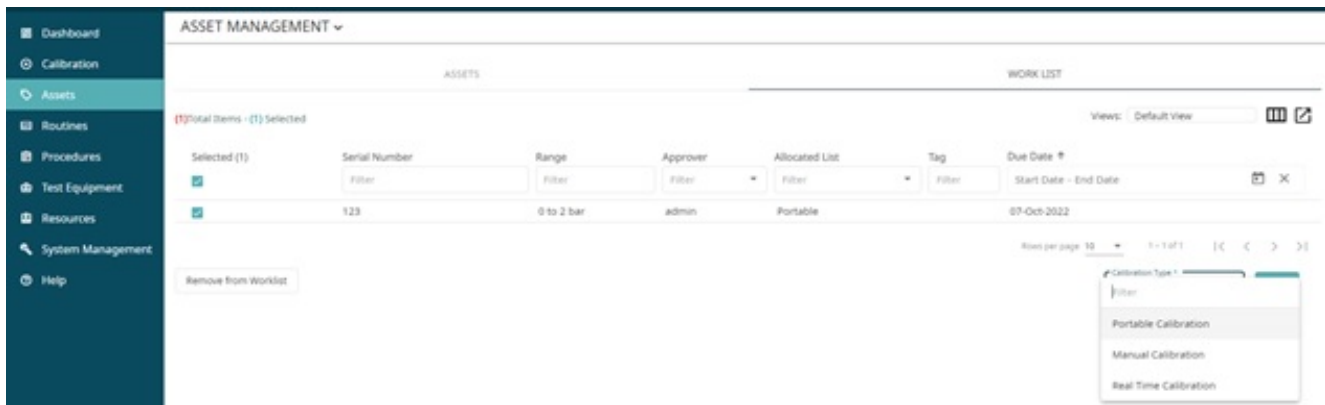 Dashboard
Calibration
Assets
Routines
Procedures
Test Equipment
Resources
System Management
Help
ASSET MANAGEMENT
ASSETS
WORK LIST
(1)Total Items - (1) Selected
Views: Default View
Selected (1) Serial Number Range Approver Allocated List Tag Due Date
Filter Filter Filter Filter Filter Start Date - End Date
123 0 to 2 bar admin Portable 07-Oct-2022
Rows per page 10 1-1 of 1
Remove from Worklist
Calibration Type *
Filter
Portable Calibration
Manual Calibration
Real Time Calibration